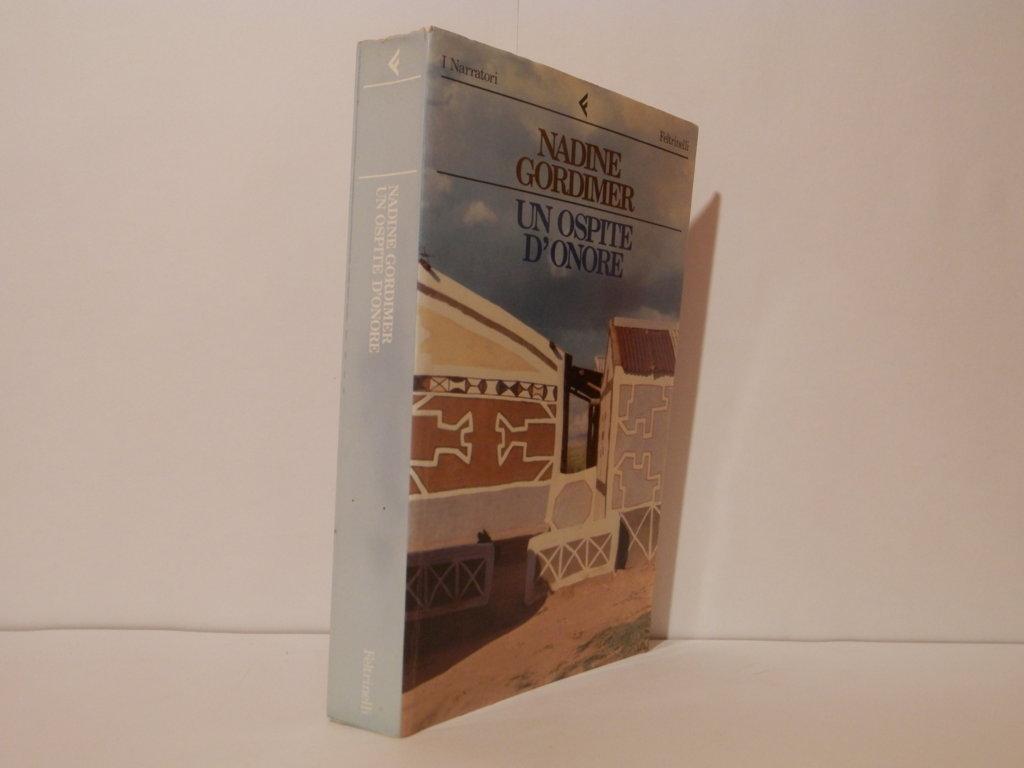 I Narratori
Feltrinelli
NADINE
GORDIMER
UN OSPITE
D'ONORE
NADINE GORDIMER
UN OSPITE D'ONORE
Feltrinelli